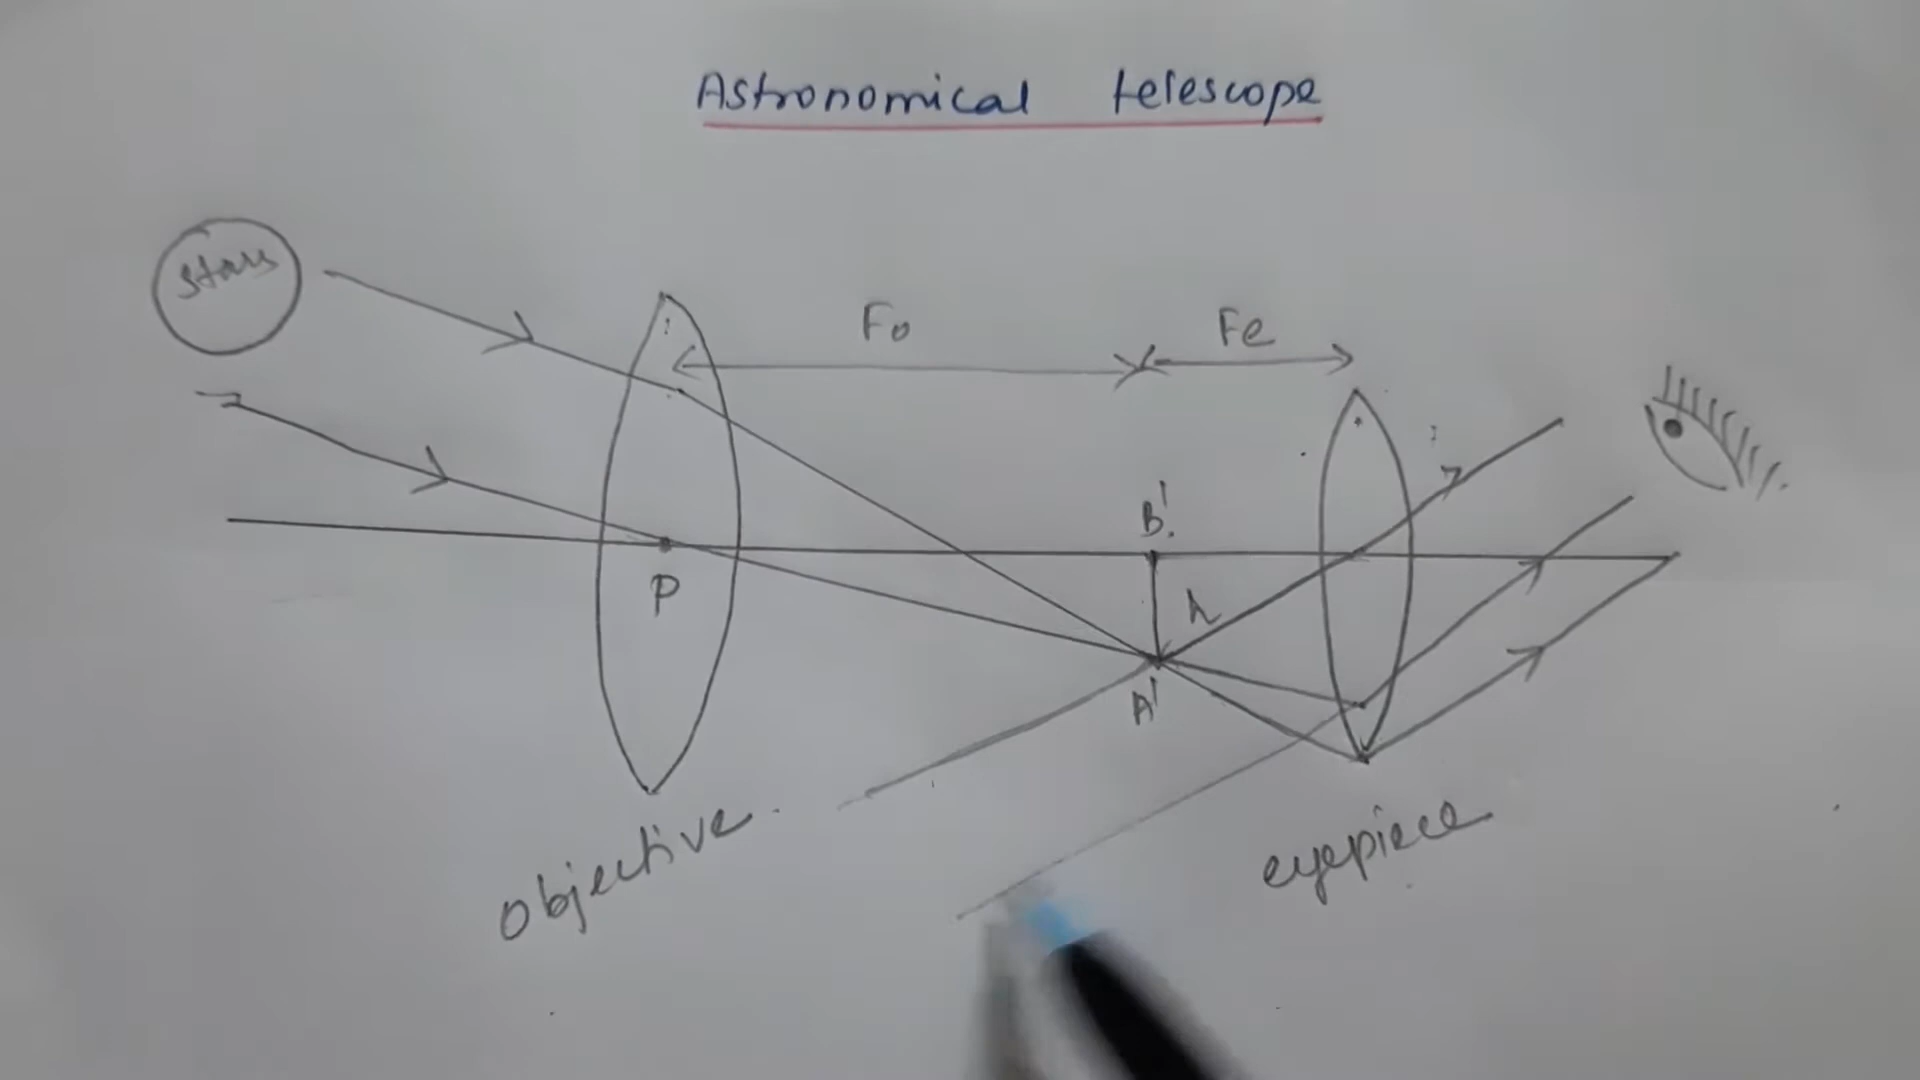 Astronomical telescope
Stars
Fo
Fe
B'
P
h
A'
objective
eyepiece